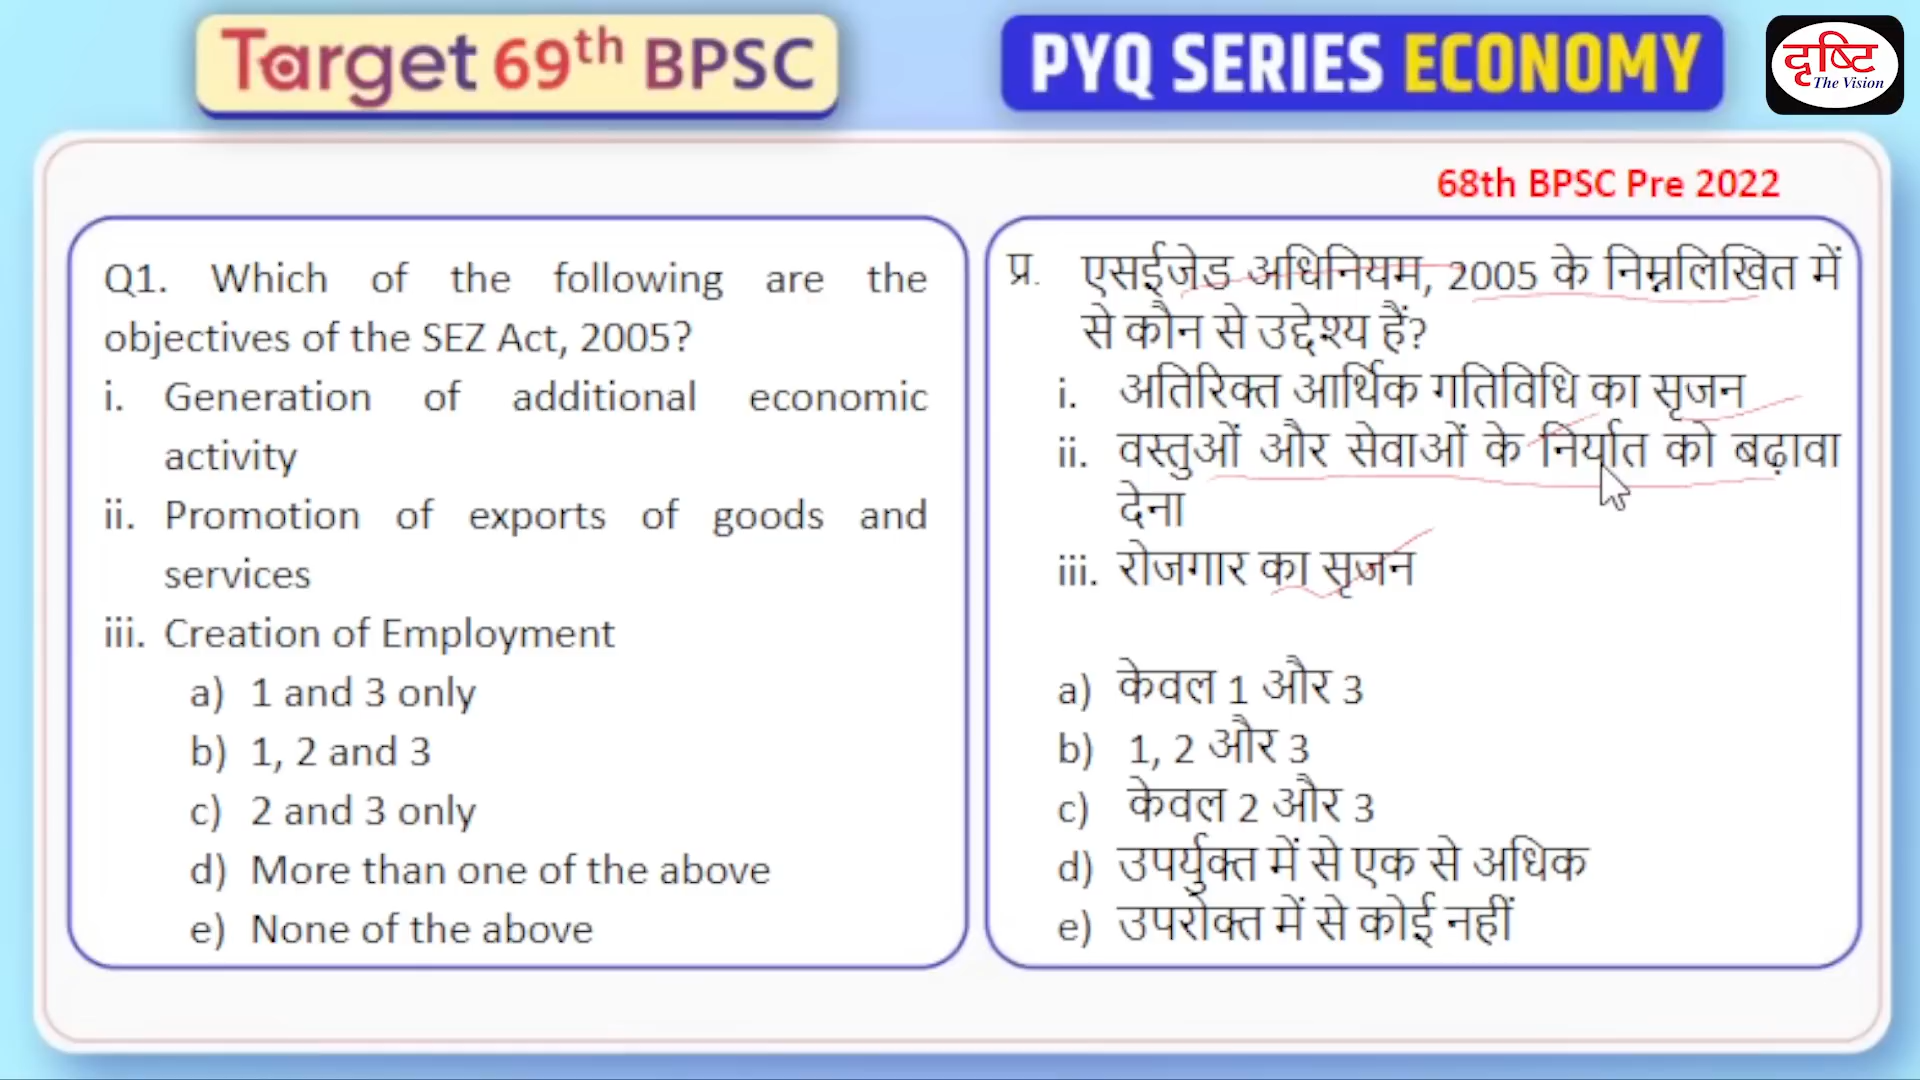 Target 69th BPSC
PYQ SERIES ECONOMY
दृष्टि
The Vision
68th BPSC Pre 2022
Q1. Which of the following are the
objectives of the SEZ Act, 2005?
i. Generation of additional economic
activity
ii. Promotion of exports of goods and
services
iii. Creation of Employment
a) 1 and 3 only
b) 1, 2 and 3
c) 2 and 3 only
d) More than one of the above
e) None of the above
प्र. एसईजेड अधिनियम, 2005 के निम्नलिखित में
से कौन से उद्देश्य हैं?
i. अतिरिक्त आर्थिक गतिविधि का सृजन
ii. वस्तुओं और सेवाओं के निर्यात को बढ़ावा
देना
iii. रोजगार का सृजन
a) केवल 1 और 3
b) 1, 2 और 3
c) केवल 2 और 3
d) उपर्युक्त में से एक से अधिक
e) उपरोक्त में से कोई नहीं